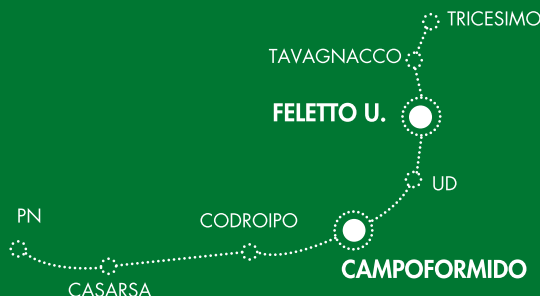 TRICESIMO
TAVAGNACCO
FELETTO U.
UD
PN
CODROIPO
CAMPOFORMIDO
CASARSA